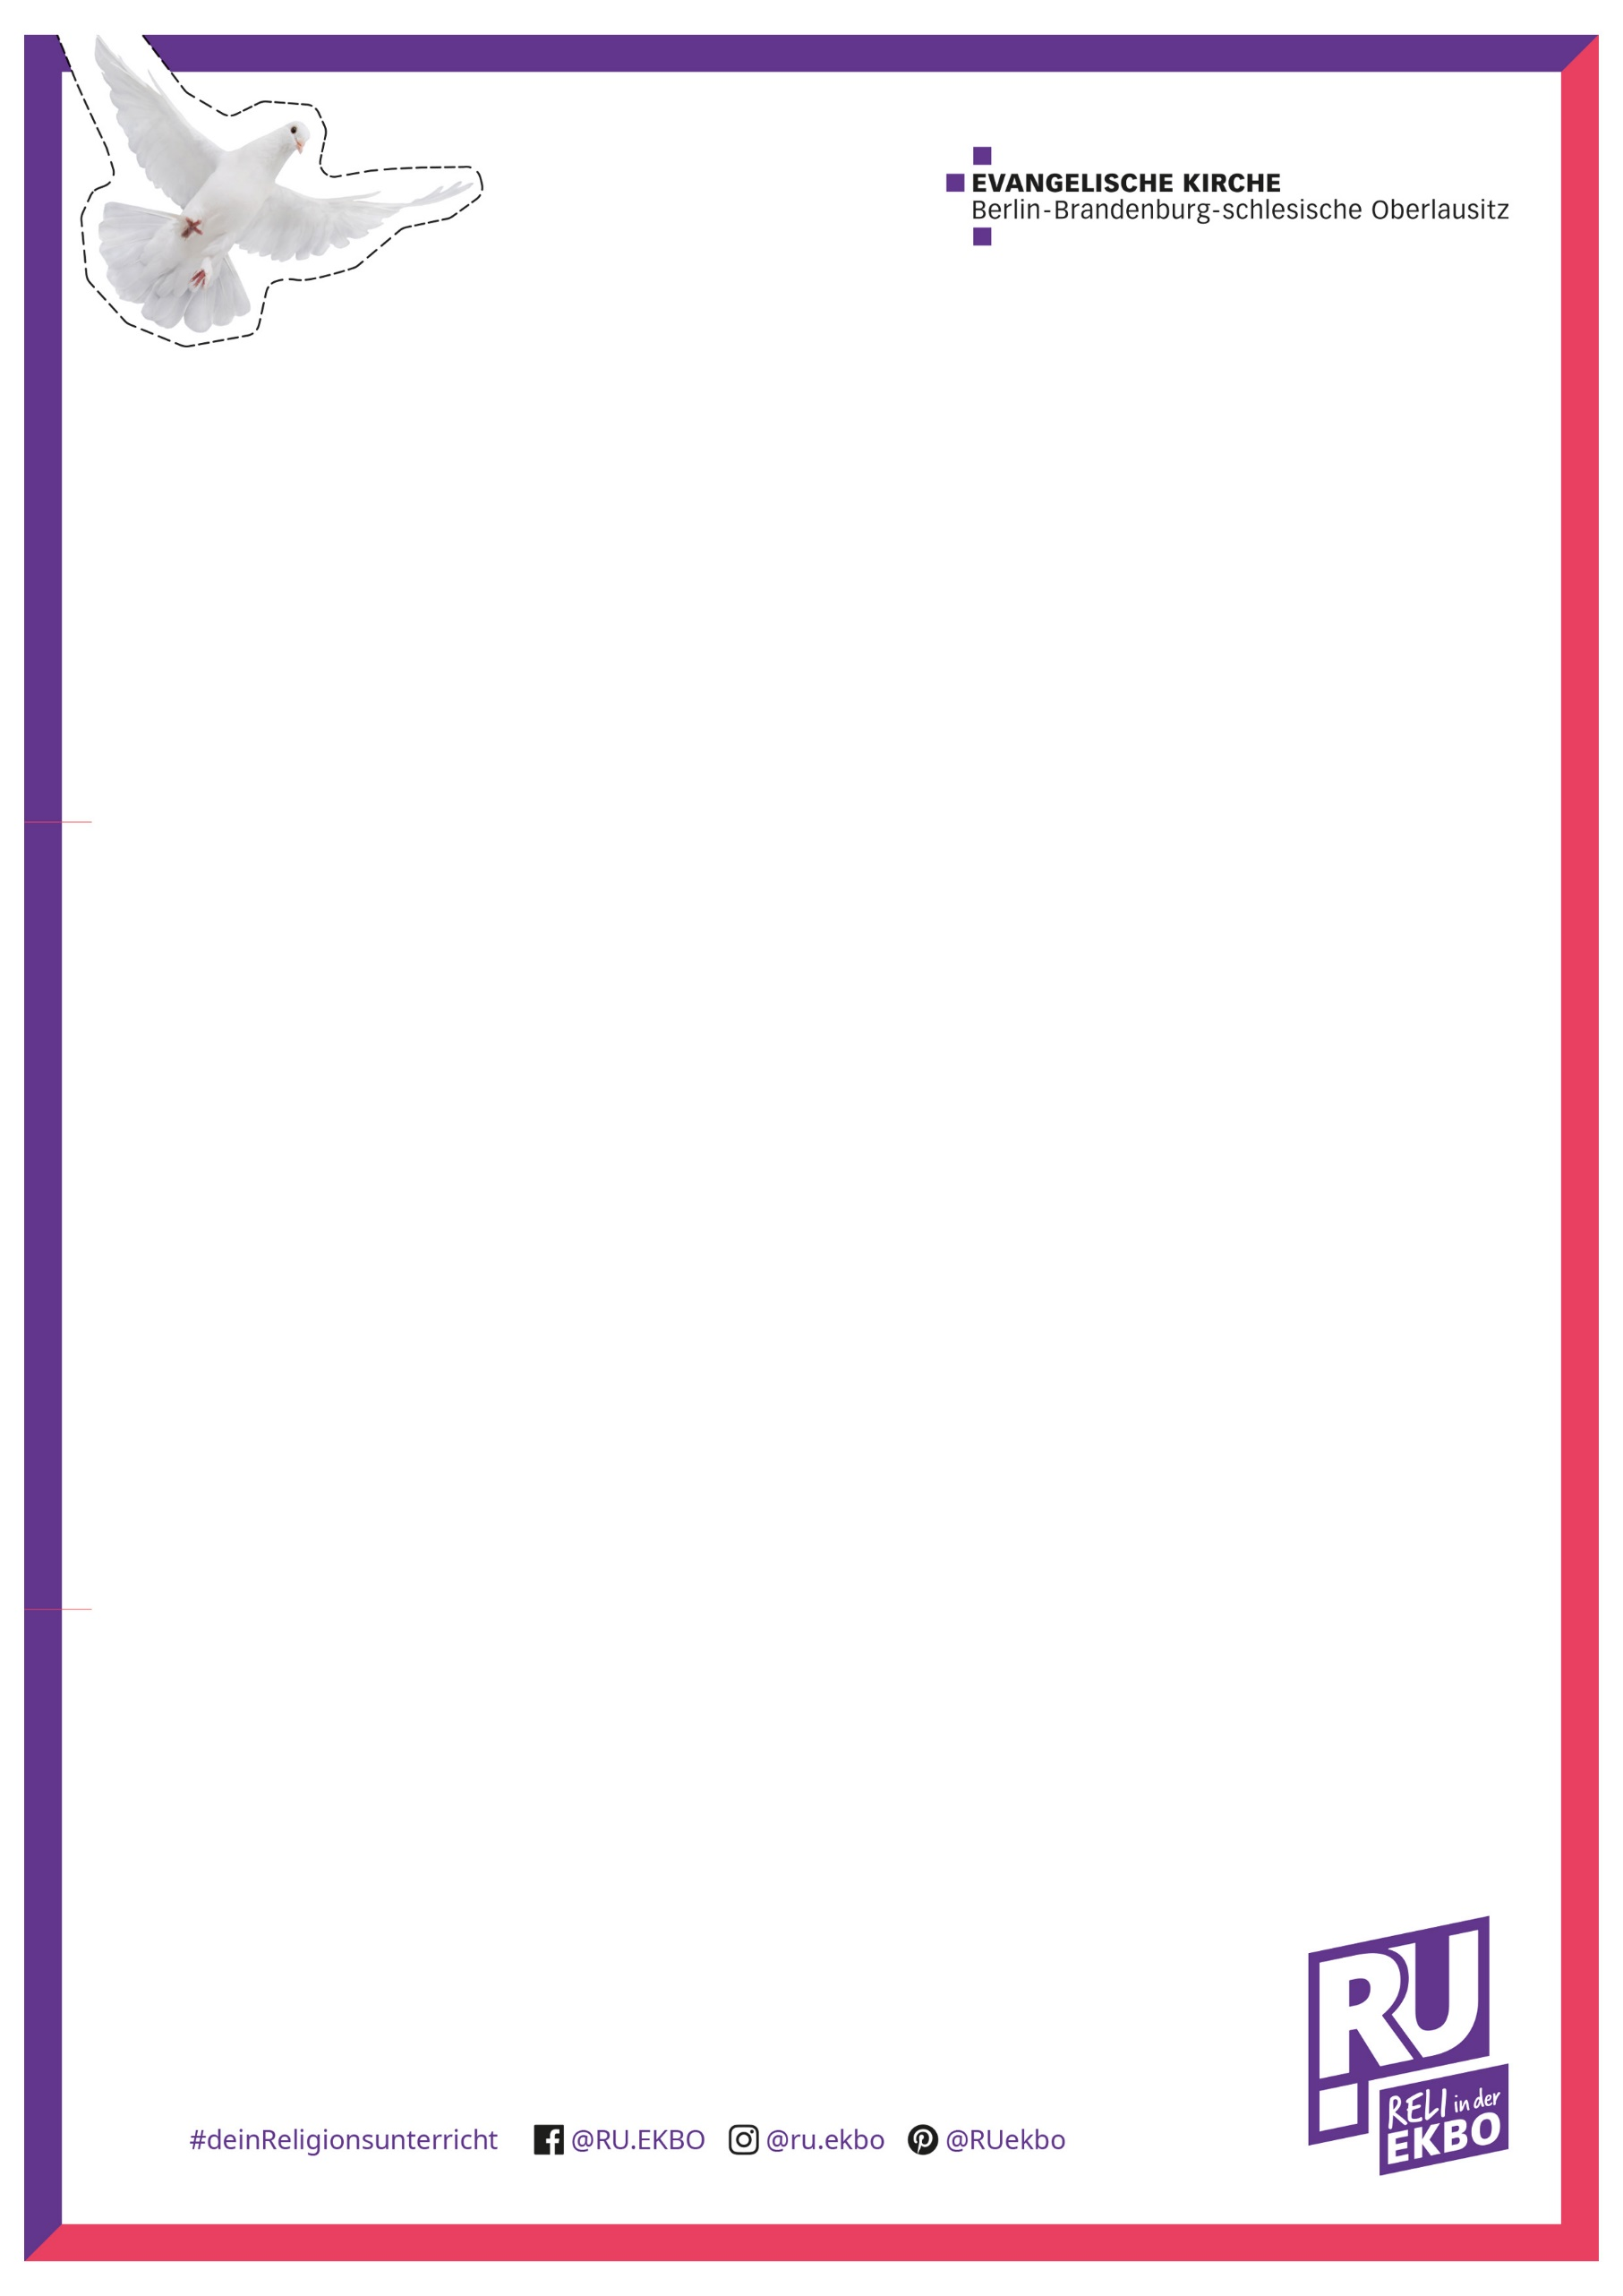 EVANGELISCHE KIRCHE
Berlin-Brandenburg-schlesische Oberlausitz
RU
RELI in der
EKBO
#deinReligionsunterricht @RU.EKBO @ru.ekbo @RUekbo